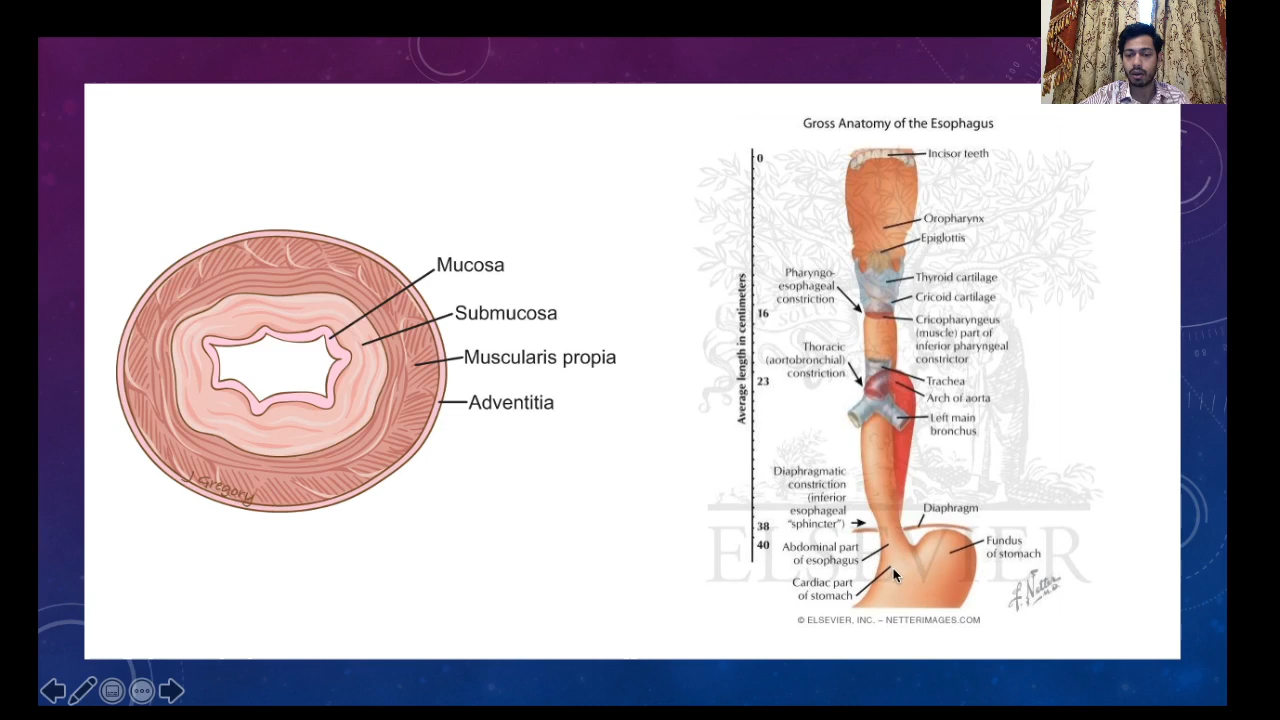 Mucosa
Submucosa
Muscularis propia
Adventitia
J Gregory
Gross Anatomy of the Esophagus
Average length in centimeters
0
16
23
38
40
Incisor teeth
Oropharynx
Epiglottis
Thyroid cartilage
Cricoid cartilage
Cricopharyngeus
(muscle) part of
inferior pharyngeal
constrictor
Trachea
Arch of aorta
Left main
bronchus
Diaphragm
Fundus
of stomach
Pharyngo-
esophageal
constriction
Thoracic
(aortobronchial)
constriction
Diaphragmatic
constriction
(inferior
esophageal
"sphincter")
Abdominal part
of esophagus
Cardiac part
of stomach
ELSEVIER
F. Netter
M.D.
© ELSEVIER, INC. – NETTERIMAGES.COM